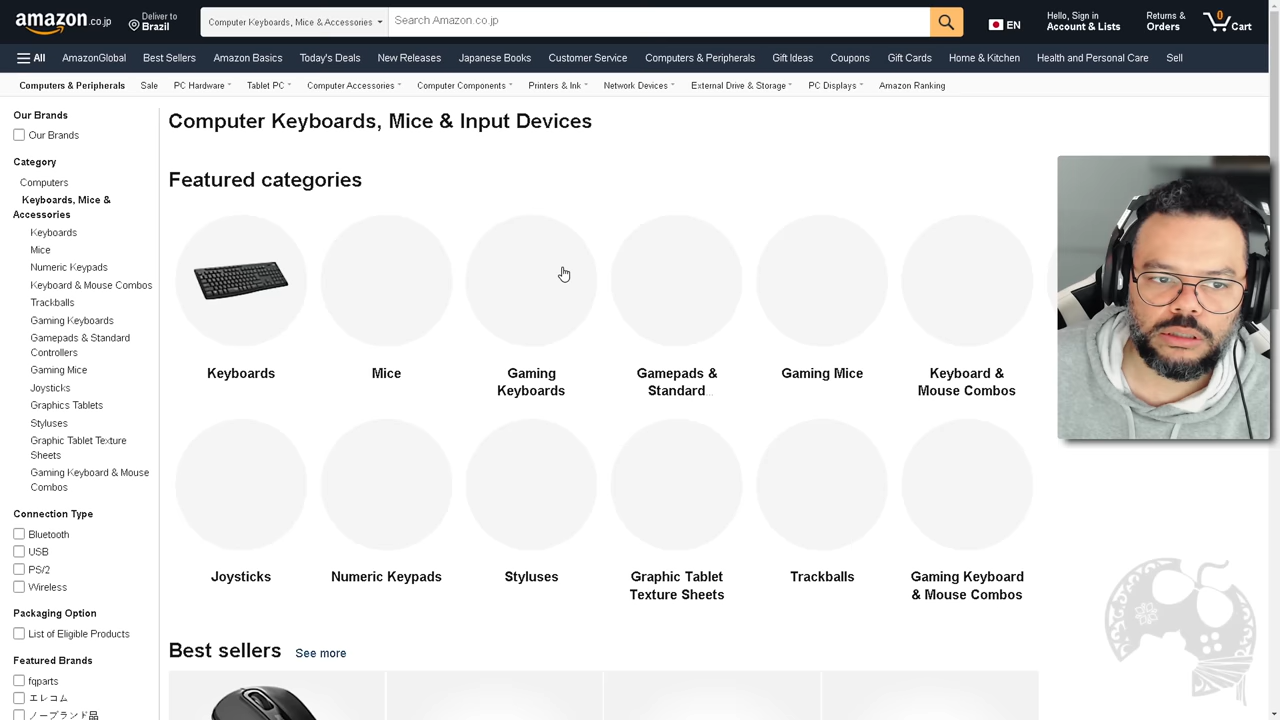 amazon.co.jp
Deliver to
Brazil
Computer Keyboards, Mice & Accessories
Search Amazon.co.jp
EN
Hello, Sign in
Account & Lists
Returns &
Orders
0
Cart
All
AmazonGlobal
Best Sellers
Amazon Basics
Today's Deals
New Releases
Japanese Books
Customer Service
Computers & Peripherals
Gift Ideas
Coupons
Gift Cards
Home & Kitchen
Health and Personal Care
Sell
Computers & Peripherals
Sale
PC Hardware
Tablet PC
Computer Accessories
Computer Components
Printers & Ink
Network Devices
External Drive & Storage
PC Displays
Amazon Ranking
Our Brands
Our Brands
Category
Computers
Keyboards, Mice &
Accessories
Keyboards
Mice
Numeric Keypads
Keyboard & Mouse Combos
Trackballs
Gaming Keyboards
Gamepads & Standard
Controllers
Gaming Mice
Joysticks
Graphics Tablets
Styluses
Graphic Tablet Texture
Sheets
Gaming Keyboard & Mouse
Combos
Connection Type
Bluetooth
USB
PS/2
Wireless
Packaging Option
List of Eligible Products
Featured Brands
fqparts
エレコム
ノーブランド品
Computer Keyboards, Mice & Input Devices
Featured categories
Keyboards
Mice
Gaming
Keyboards
Gamepads &
Standard...
Gaming Mice
Keyboard &
Mouse Combos
Joysticks
Numeric Keypads
Styluses
Graphic Tablet
Texture Sheets
Trackballs
Gaming Keyboard
& Mouse Combos
Best sellers
See more